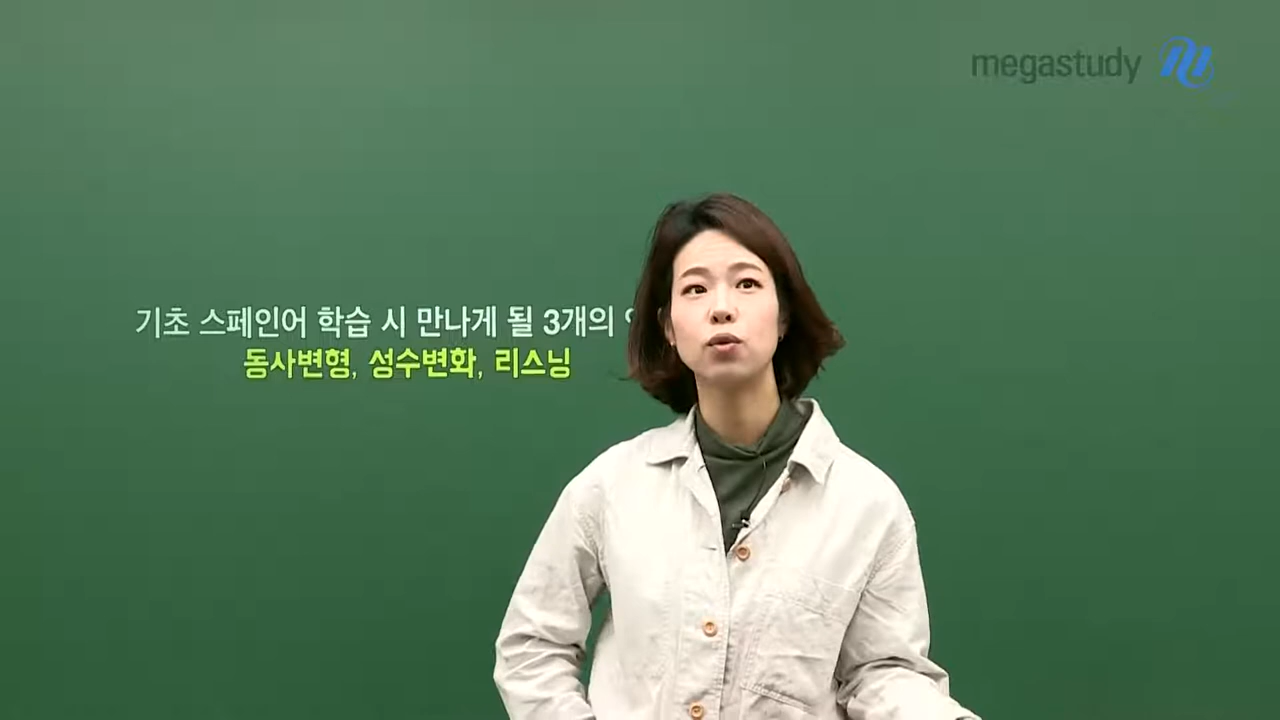 megastudy
기초 스페인어 학습 시 만나게 될 3개의
동사변형, 성수변화, 리스닝